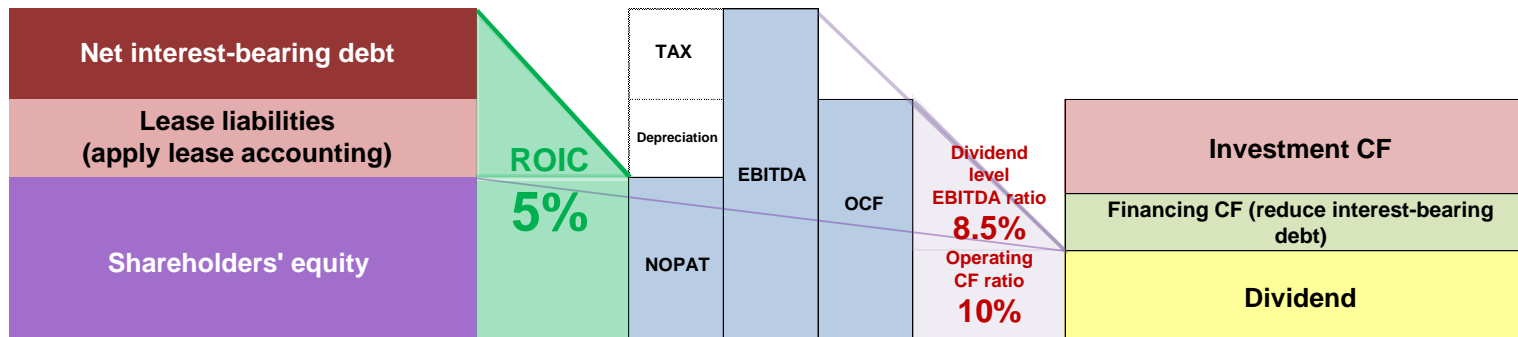 Net interest-bearing debt
Lease liabilities
(apply lease accounting)
Shareholders' equity
ROIC
5%
TAX
Depreciation
NOPAT
EBITDA
OCF
Dividend
level
EBITDA ratio
8.5%
Operating
CF ratio
10%
Investment CF
Financing CF (reduce interest-bearing
debt)
Dividend